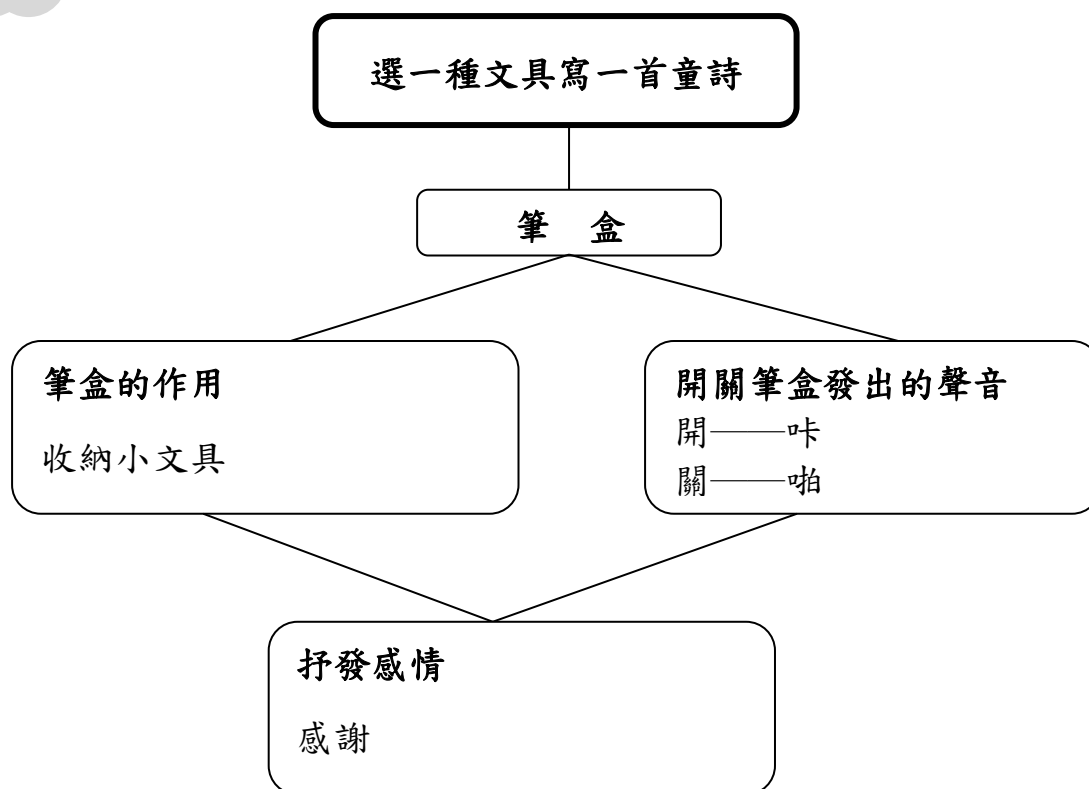 選一種文具寫一首童詩
筆　盒
筆盒的作用
收納小文具
開關筆盒發出的聲音
開——咔
關——啪
抒發感情
感謝